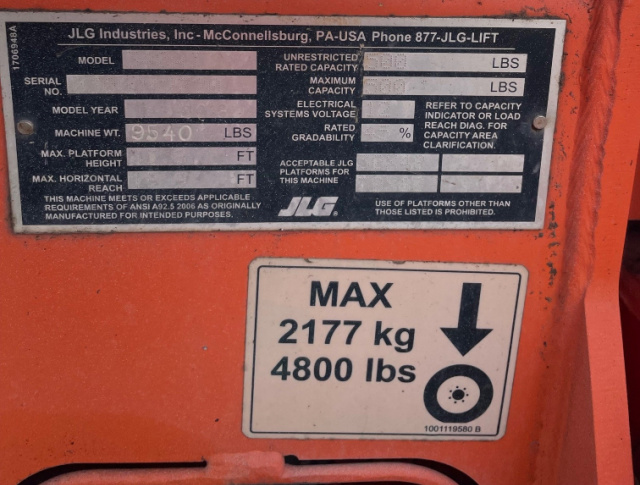 1706948A
JLG Industries, Inc - McConnellsburg, PA-USA Phone 877-JLG-LIFT
MODEL
SERIAL NO.
MODEL YEAR
MACHINE WT. 9540 LBS
MAX. PLATFORM HEIGHT FT
MAX. HORIZONTAL REACH FT
THIS MACHINE MEETS OR EXCEEDS APPLICABLE
REQUIREMENTS OF ANSI A92.5 2006 AS ORIGINALLY
MANUFACTURED FOR INTENDED PURPOSES.
UNRESTRICTED RATED CAPACITY 500 LBS
MAXIMUM CAPACITY 500 LBS
ELECTRICAL SYSTEMS VOLTAGE
RATED GRADABILITY %
REFER TO CAPACITY
INDICATOR OR LOAD
REACH DIAG. FOR
CAPACITY AREA
CLARIFICATION.
ACCEPTABLE JLG
PLATFORMS FOR
THIS MACHINE
JLG
USE OF PLATFORMS OTHER THAN
THOSE LISTED IS PROHIBITED.
MAX
2177 kg
4800 lbs
1001119580 B